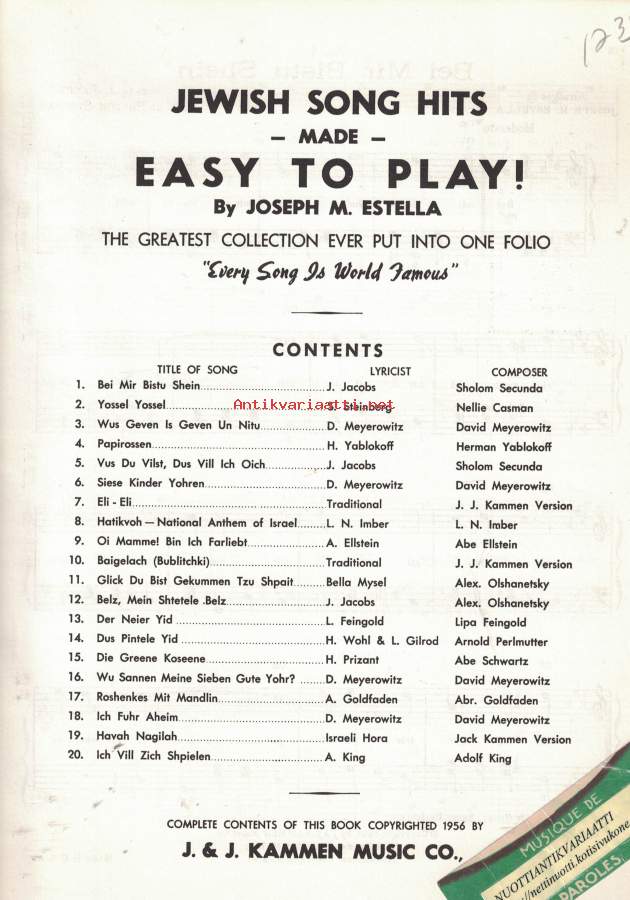 123
JEWISH SONG HITS
— MADE —
EASY TO PLAY!
By JOSEPH M. ESTELLA
THE GREATEST COLLECTION EVER PUT INTO ONE FOLIO
"Every Song Is World Famous"
CONTENTS
TITLE OF SONG LYRICIST COMPOSER
1. Bei Mir Bistu Shein J. Jacobs Sholom Secunda
2. Yossel Yossel S. Steinberg Nellie Casman
Antikvariaatti.net
3. Wus Geven Is Geven Un Nitu D. Meyerowitz David Meyerowitz
4. Papirossen H. Yablokoff Herman Yablokoff
5. Vus Du Vilst, Dus Vill Ich Oich J. Jacobs Sholom Secunda
6. Siese Kinder Yohren D. Meyerowitz David Meyerowitz
7. Eli - Eli Traditional J. J. Kammen Version
8. Hatikvoh — National Anthem of Israel L. N. Imber L. N. Imber
9. Oi Mamme! Bin Ich Farliebt A. Ellstein Abe Ellstein
10. Baigelach (Bublitchki) Traditional J. J. Kammen Version
11. Glick Du Bist Gekummen Tzu Shpait Bella Mysel Alex. Olshanetsky
12. Belz, Mein Shtetele Belz J. Jacobs Alex. Olshanetsky
13. Der Neier Yid L. Feingold Lipa Feingold
14. Dus Pintele Yid H. Wohl & L. Gilrod Arnold Perlmutter
15. Die Greene Koseene H. Prizant Abe Schwartz
16. Wu Sannen Meine Sieben Gute Yohr? D. Meyerowitz David Meyerowitz
17. Roshenkes Mit Mandlin A. Goldfaden Abr. Goldfaden
18. Ich Fuhr Aheim D. Meyerowitz David Meyerowitz
19. Havah Nagilah Israeli Hora Jack Kammen Version
20. Ich Vill Zich Shpielen A. King Adolf King
COMPLETE CONTENTS OF THIS BOOK COPYRIGHTED 1956 BY
J. & J. KAMMEN MUSIC CO.,
MUSIQUE DE
NUOTTIANTIKVARIAATTI
//nettinuotti.kotisivukone.
PAROLES